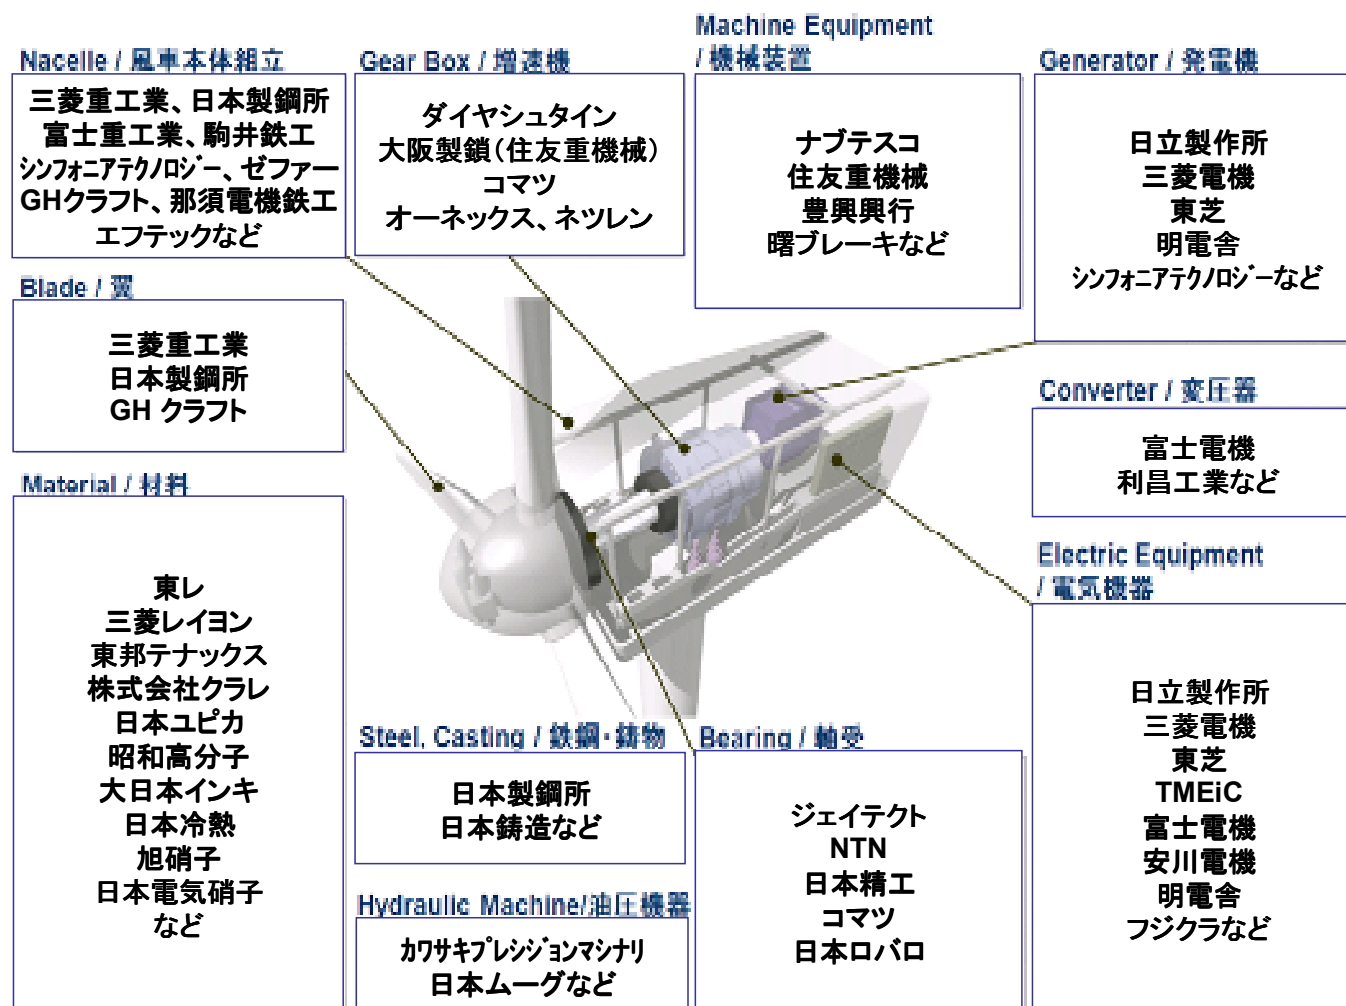 Nacelle / 風車本体組立
三菱重工業、日本製鋼所
富士重工業、駒井鉄工
シンフォニアテクノロジー、ゼファー
GHクラフト、那須電機鉄工
エフテックなど
Gear Box / 増速機
ダイヤシュタイン
大阪製鎖(住友重機械)
コマツ
オーネックス、ネツレン
Machine Equipment
/ 機械装置
ナブテスコ
住友重機械
豊興興行
曙ブレーキなど
Generator / 発電機
日立製作所
三菱電機
東芝
明電舎
シンフォニアテクノロジーなど
Blade / 翼
三菱重工業
日本製鋼所
GH クラフト
Converter / 変圧器
富士電機
利昌工業など
Material / 材料
東レ
三菱レイヨン
東邦テナックス
株式会社クラレ
日本ユピカ
昭和高分子
大日本インキ
日本冷熱
旭硝子
日本電気硝子
など
Steel, Casting / 鉄鋼・鋳物
日本製鋼所
日本鋳造など
Hydraulic Machine/油圧機器
カワサキプレシジョンマシナリ
日本ムーグなど
Bearing / 軸受
ジェイテクト
NTN
日本精工
コマツ
日本ロバロ
Electric Equipment
/ 電気機器
日立製作所
三菱電機
東芝
TMEiC
富士電機
安川電機
明電舎
フジクラなど